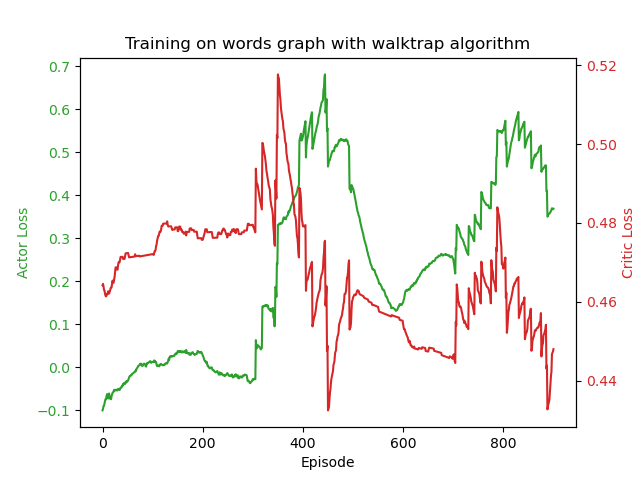 Training on words graph with walktrap algorithm
0.7
0.6
0.5
0.4
0.3
0.2
0.1
0.0
−0.1
Actor Loss
0.52
0.50
0.48
0.46
0.44
Critic Loss
0 200 400 600 800
Episode